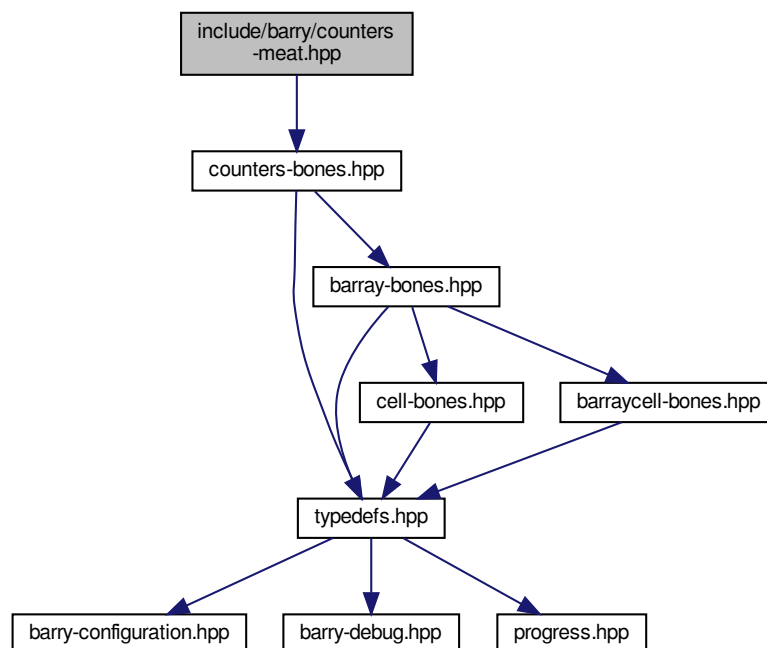 include/barry/counters
-meat.hpp
counters-bones.hpp
barray-bones.hpp
cell-bones.hpp
barraycell-bones.hpp
typedefs.hpp
barry-configuration.hpp
barry-debug.hpp
progress.hpp